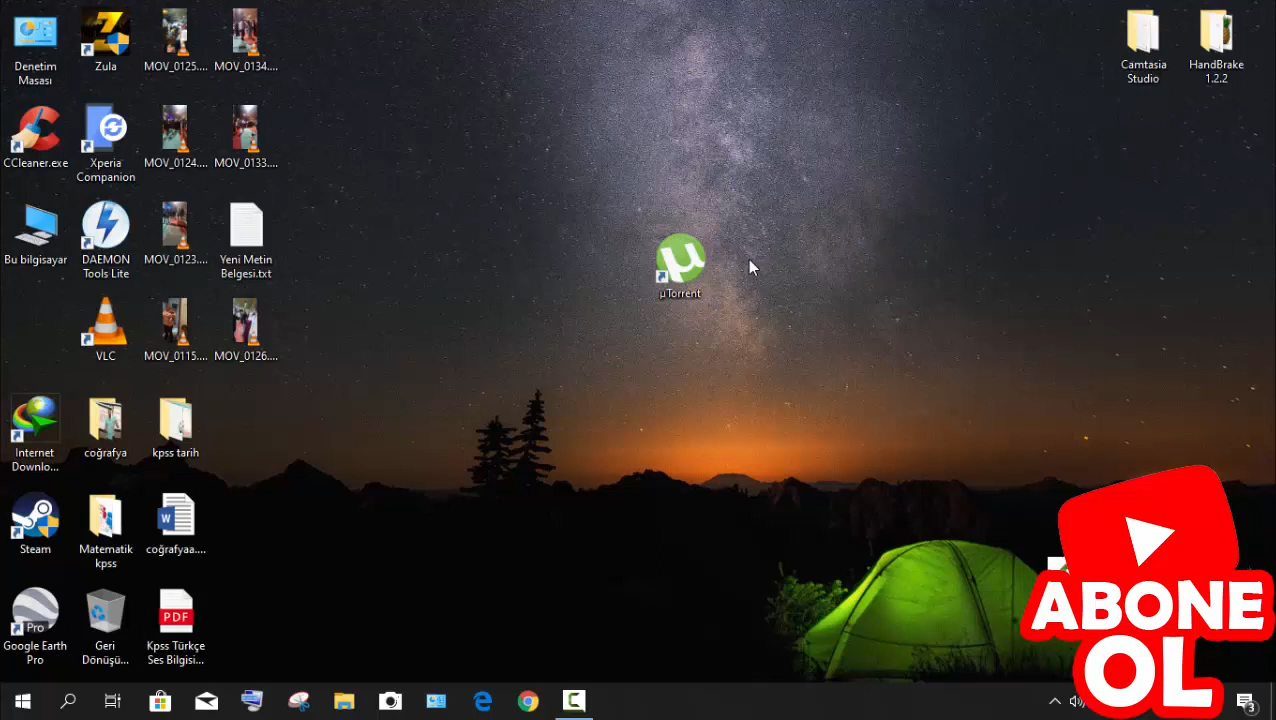 Denetim
Masası
Zula
MOV_0125....
MOV_0134....
Camtasia
Studio
HandBrake
1.2.2
CCleaner.exe
Xperia
Companion
MOV_0124....
MOV_0133....
Bu bilgisayar
DAEMON
Tools Lite
MOV_0123....
Yeni Metin
Belgesi.txt
µ
µTorrent
VLC
MOV_0115....
MOV_0126....
Internet
Downlo...
coğrafya
kpss tarih
Steam
Matematik
kpss
W
coğrafyaa....
Pro
Google Earth
Pro
Geri
Dönüşü...
PDF
Kpss Türkçe
Ses Bilgisi...
ABONE
OL
C
3